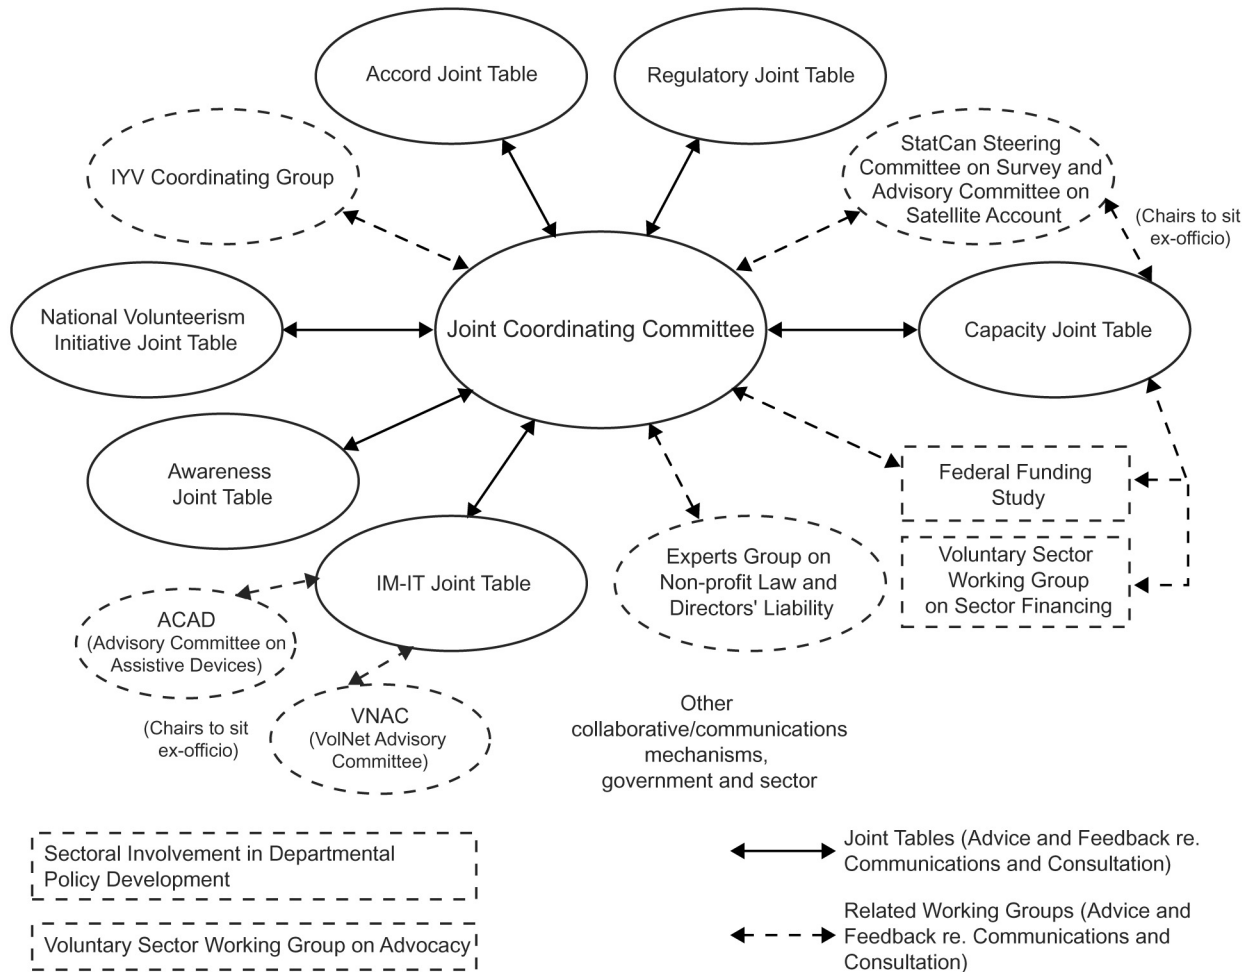 Accord Joint Table
Regulatory Joint Table
IYV Coordinating Group
StatCan Steering
Committee on Survey and
Advisory Committee on
Satellite Account
(Chairs to sit
ex-officio)
National Volunteerism
Initiative Joint Table
Joint Coordinating Committee
Capacity Joint Table
Awareness
Joint Table
Federal Funding
Study
IM-IT Joint Table
Experts Group on
Non-profit Law and
Directors' Liability
Voluntary Sector
Working Group
on Sector Financing
ACAD
(Advisory Committee on
Assistive Devices)
(Chairs to sit
ex-officio)
VNAC
(VolNet Advisory
Committee)
Other
collaborative/communications
mechanisms,
government and sector
Sectoral Involvement in Departmental
Policy Development
Voluntary Sector Working Group on Advocacy
Joint Tables (Advice and Feedback re.
Communications and Consultation)
Related Working Groups (Advice and
Feedback re. Communications and
Consultation)